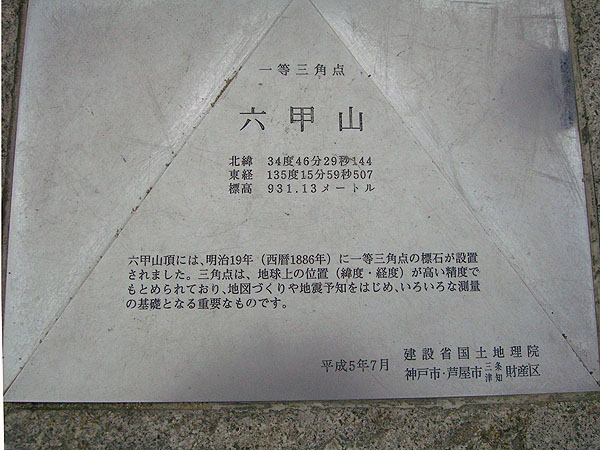 一等三角点
六甲山
北緯 34度46分29秒144
東経 135度15分59秒507
標高 931.13メートル
六甲山頂には、明治19年（西暦1886年）に一等三角点の標石が設置
されました。三角点は、地球上の位置（緯度・経度）が高い精度で
もとめられており、地図づくりや地震予知をはじめ、いろいろな測量
の基礎となる重要なものです。
平成5年7月 建設省国土地理院
神戸市・芦屋市 三条 津知 財産区